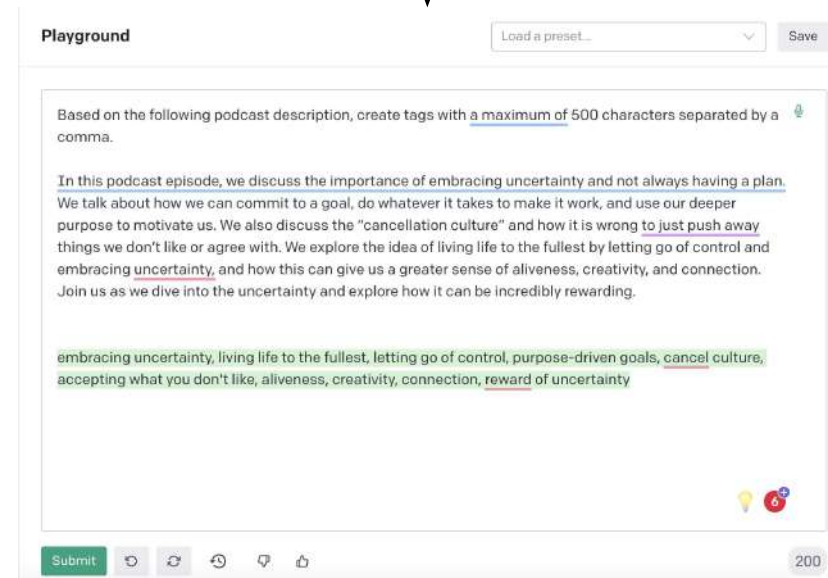 Playground
Load a preset...
Save
Based on the following podcast description, create tags with a maximum of 500 characters separated by a
comma.
In this podcast episode, we discuss the importance of embracing uncertainty and not always having a plan.
We talk about how we can commit to a goal, do whatever it takes to make it work, and use our deeper
purpose to motivate us. We also discuss the "cancellation culture" and how it is wrong to just push away
things we don't like or agree with. We explore the idea of living life to the fullest by letting go of control and
embracing uncertainty, and how this can give us a greater sense of aliveness, creativity, and connection.
Join us as we dive into the uncertainty and explore how it can be incredibly rewarding.
embracing uncertainty, living life to the fullest, letting go of control, purpose-driven goals, cancel culture,
accepting what you don't like, aliveness, creativity, connection, reward of uncertainty
6
Submit
200